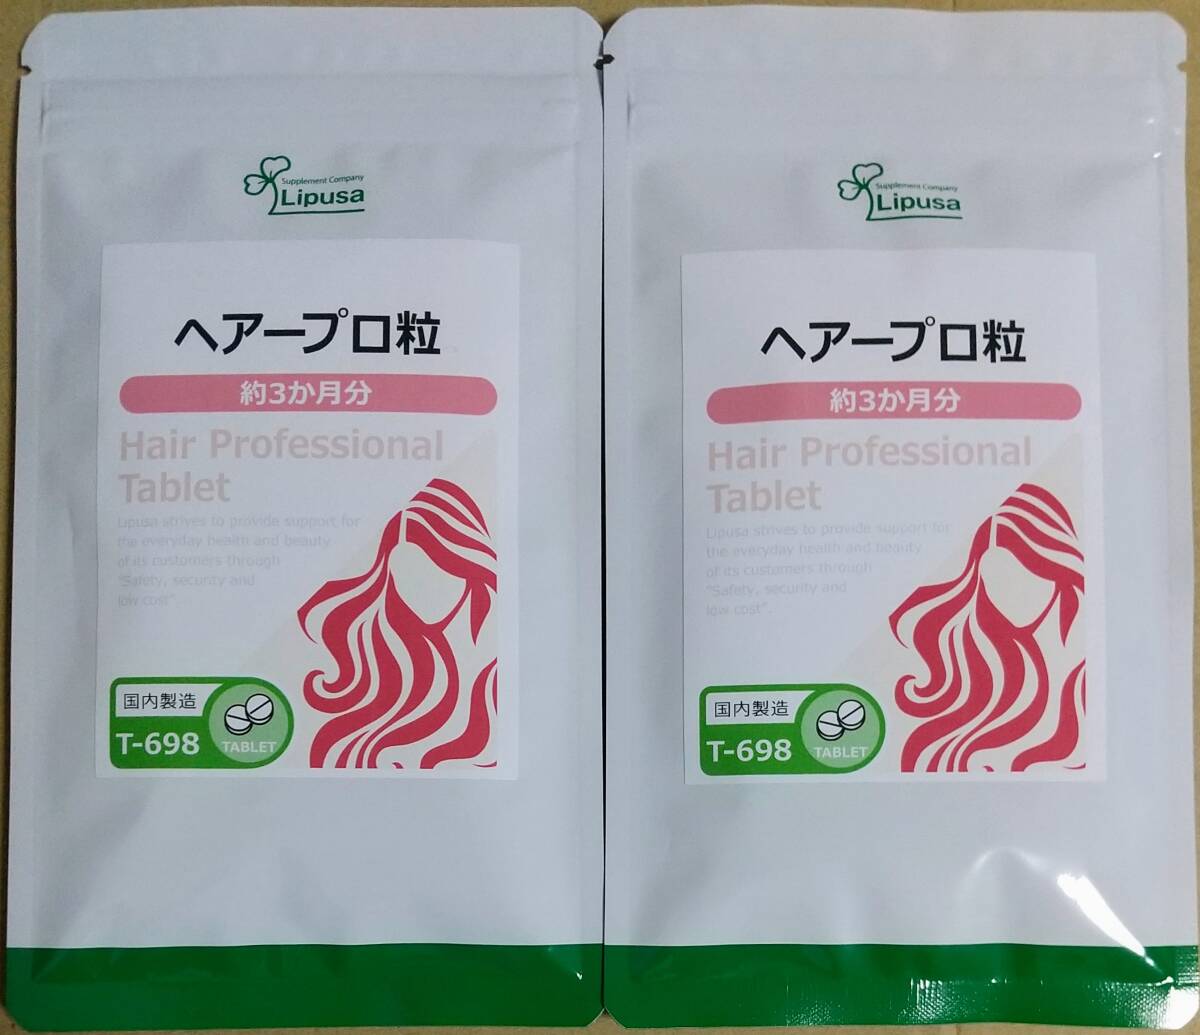 Supplement Company
Lipusa
ヘアープロ粒
約3か月分
Hair Professional
Tablet
Lipusa strives to provide support for
the everyday health and beauty
of its customers through
"Safety, security and
low cost".
国内製造
T-698
TABLET
Supplement Company
Lipusa
ヘアープロ粒
約3か月分
Hair Professional
Tablet
Lipusa strives to provide support for
the everyday health and beauty
of its customers through
"Safety, security and
low cost".
国内製造
T-698
TABLET